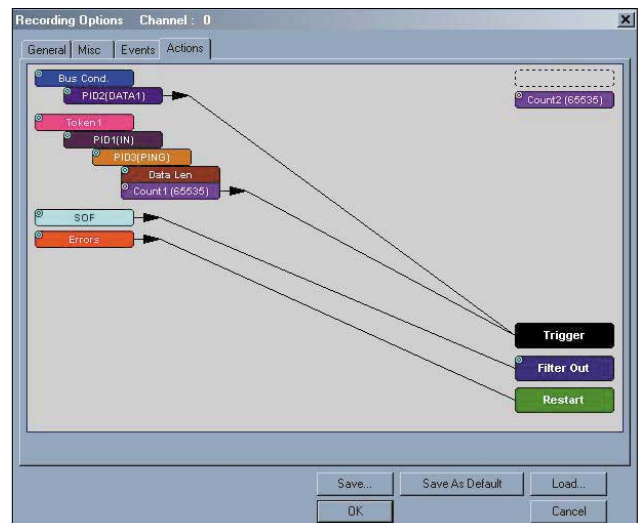 Recording Options Channel : 0
General Misc Events Actions
Bus Cond.
PID2(DATA1)
Count2 (65535)
Token1
PID1(IN)
PID3(PING)
Data Len
Count1 (65535)
SOF
Errors
Trigger
Filter Out
Restart
Save... Save As Default Load...
OK Cancel